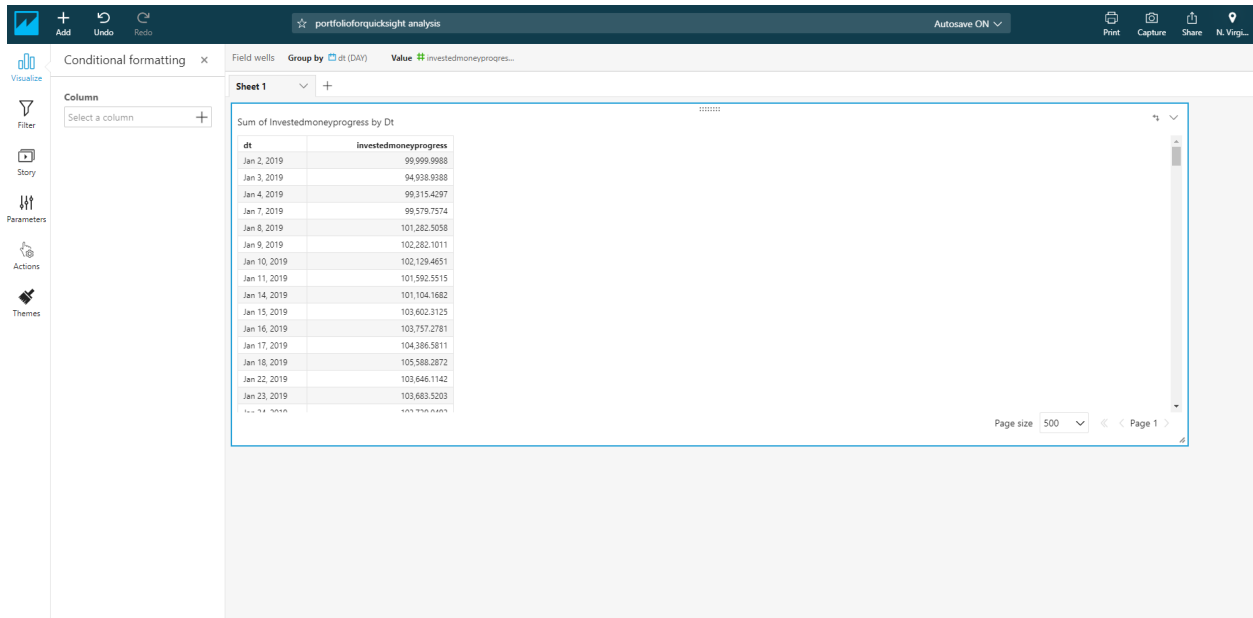 Add
Undo
Redo
portfolioforquicksight analysis
Autosave ON
Print
Capture
Share
N. Virgi...
Visualize
Filter
Story
Parameters
Actions
Themes
Conditional formatting ×
Column
Select a column
Field wells Group by dt (DAY) Value investedmoneyprogres...
Sheet 1
Sum of Investedmoneyprogress by Dt
dt investedmoneyprogress
Jan 2, 2019 99,999.9988
Jan 3, 2019 94,938.9388
Jan 4, 2019 99,315.4297
Jan 7, 2019 99,579.7574
Jan 8, 2019 101,282.5058
Jan 9, 2019 102,282.1011
Jan 10, 2019 102,129.4651
Jan 11, 2019 101,592.5515
Jan 14, 2019 101,104.1682
Jan 15, 2019 103,602.3125
Jan 16, 2019 103,757.2781
Jan 17, 2019 104,386.5811
Jan 18, 2019 105,588.2872
Jan 22, 2019 103,646.1142
Jan 23, 2019 103,683.5203
Page size 500 Page 1